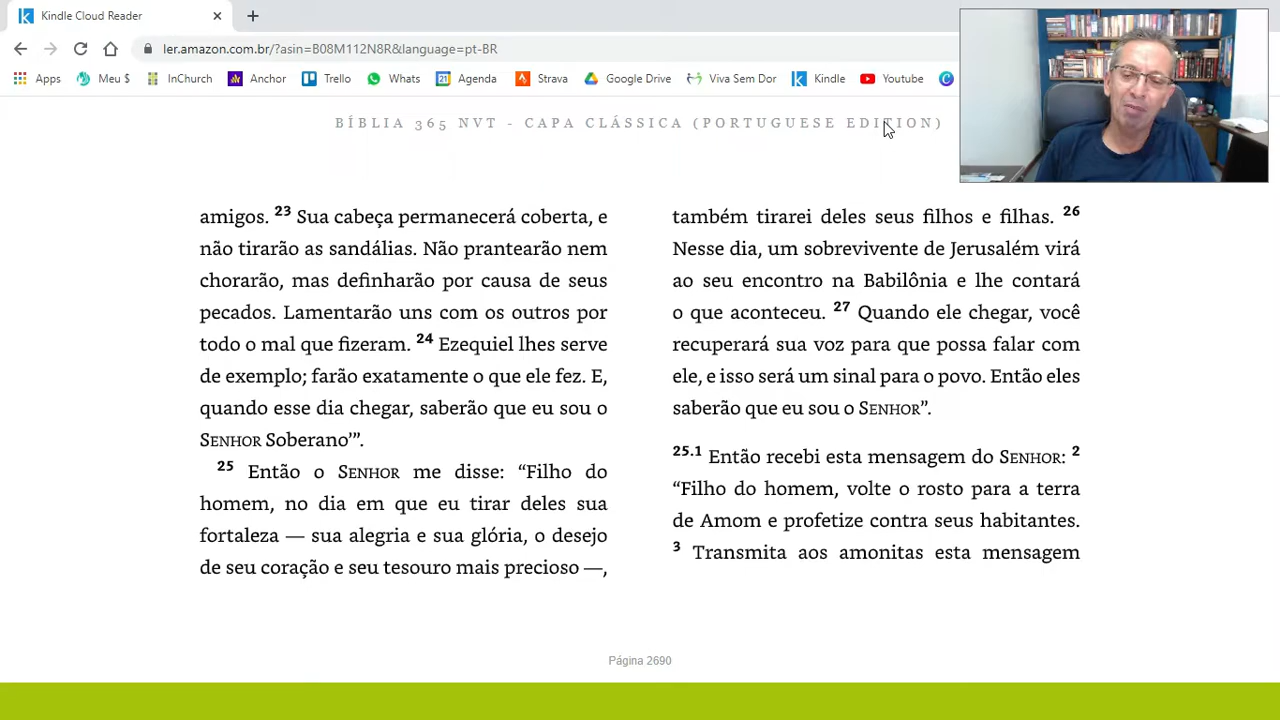 Kindle Cloud Reader
ler.amazon.com.br/?asin=B08M112N8R&language=pt-BR
Apps Meu $ InChurch Anchor Trello Whats 21 Agenda Strava Google Drive Viva Sem Dor Kindle Youtube
BÍBLIA 365 NVT - CAPA CLÁSSICA (PORTUGUESE EDITION)
amigos. 23 Sua cabeça permanecerá coberta, e
não tirarão as sandálias. Não prantearão nem
chorarão, mas definharão por causa de seus
pecados. Lamentarão uns com os outros por
todo o mal que fizeram. 24 Ezequiel lhes serve
de exemplo; farão exatamente o que ele fez. E,
quando esse dia chegar, saberão que eu sou o
SENHOR Soberano’”.
25 Então o SENHOR me disse: “Filho do
homem, no dia em que eu tirar deles sua
fortaleza — sua alegria e sua glória, o desejo
de seu coração e seu tesouro mais precioso —,
também tirarei deles seus filhos e filhas. 26
Nesse dia, um sobrevivente de Jerusalém virá
ao seu encontro na Babilônia e lhe contará
o que aconteceu. 27 Quando ele chegar, você
recuperará sua voz para que possa falar com
ele, e isso será um sinal para o povo. Então eles
saberão que eu sou o SENHOR”.
25.1 Então recebi esta mensagem do SENHOR: 2
“Filho do homem, volte o rosto para a terra
de Amom e profetize contra seus habitantes.
3 Transmita aos amonitas esta mensagem
Página 2690